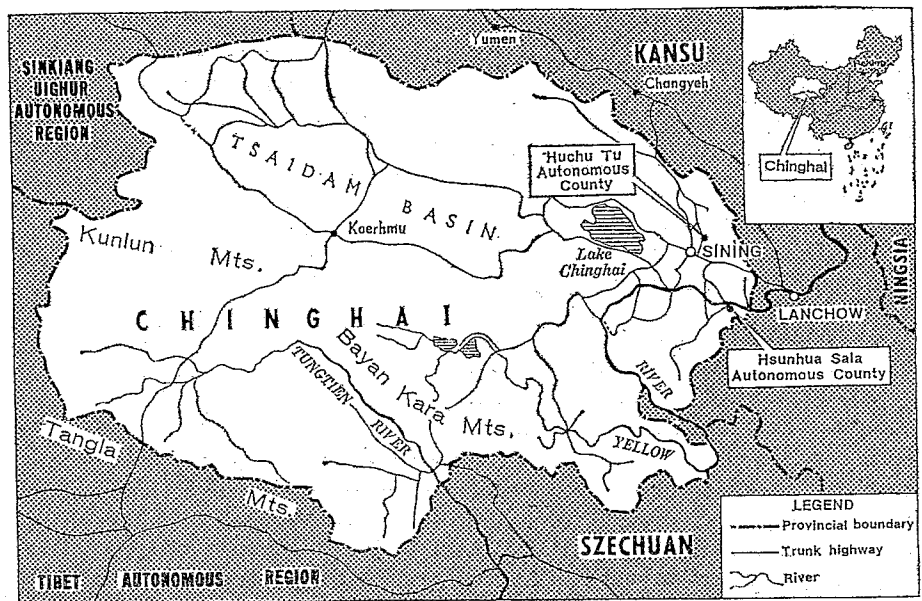 Yumen
KANSU
Changyeh
SINKIANG
UIGHUR
AUTONOMOUS
REGION
Peking
Chinghai
Huchu Tu
Autonomous
County
TSAIDAM
BASIN
Koerhmu
Kunlun
Mts.
Lake
Chinghai
SINING
NINGSIA
LANCHOW
CHINGHAI
Hsunhua Sala
Autonomous County
Bayan
Kara
Mts.
TUNGTIEN
RIVER
RIVER
YELLOW
Tangla
Mts.
SZECHUAN
TIBET AUTONOMOUS REGION
LEGEND
Provincial boundary
Trunk highway
River